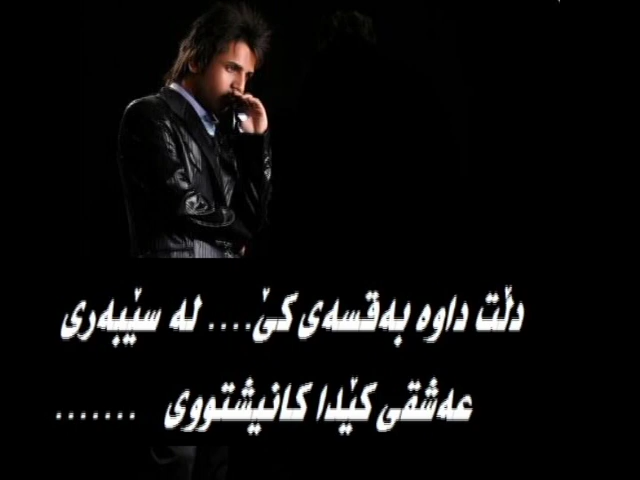 دڵت داوە بەقسەی کێ.... لە سێبەری
عەشقی کێدا کانیشتووی .......